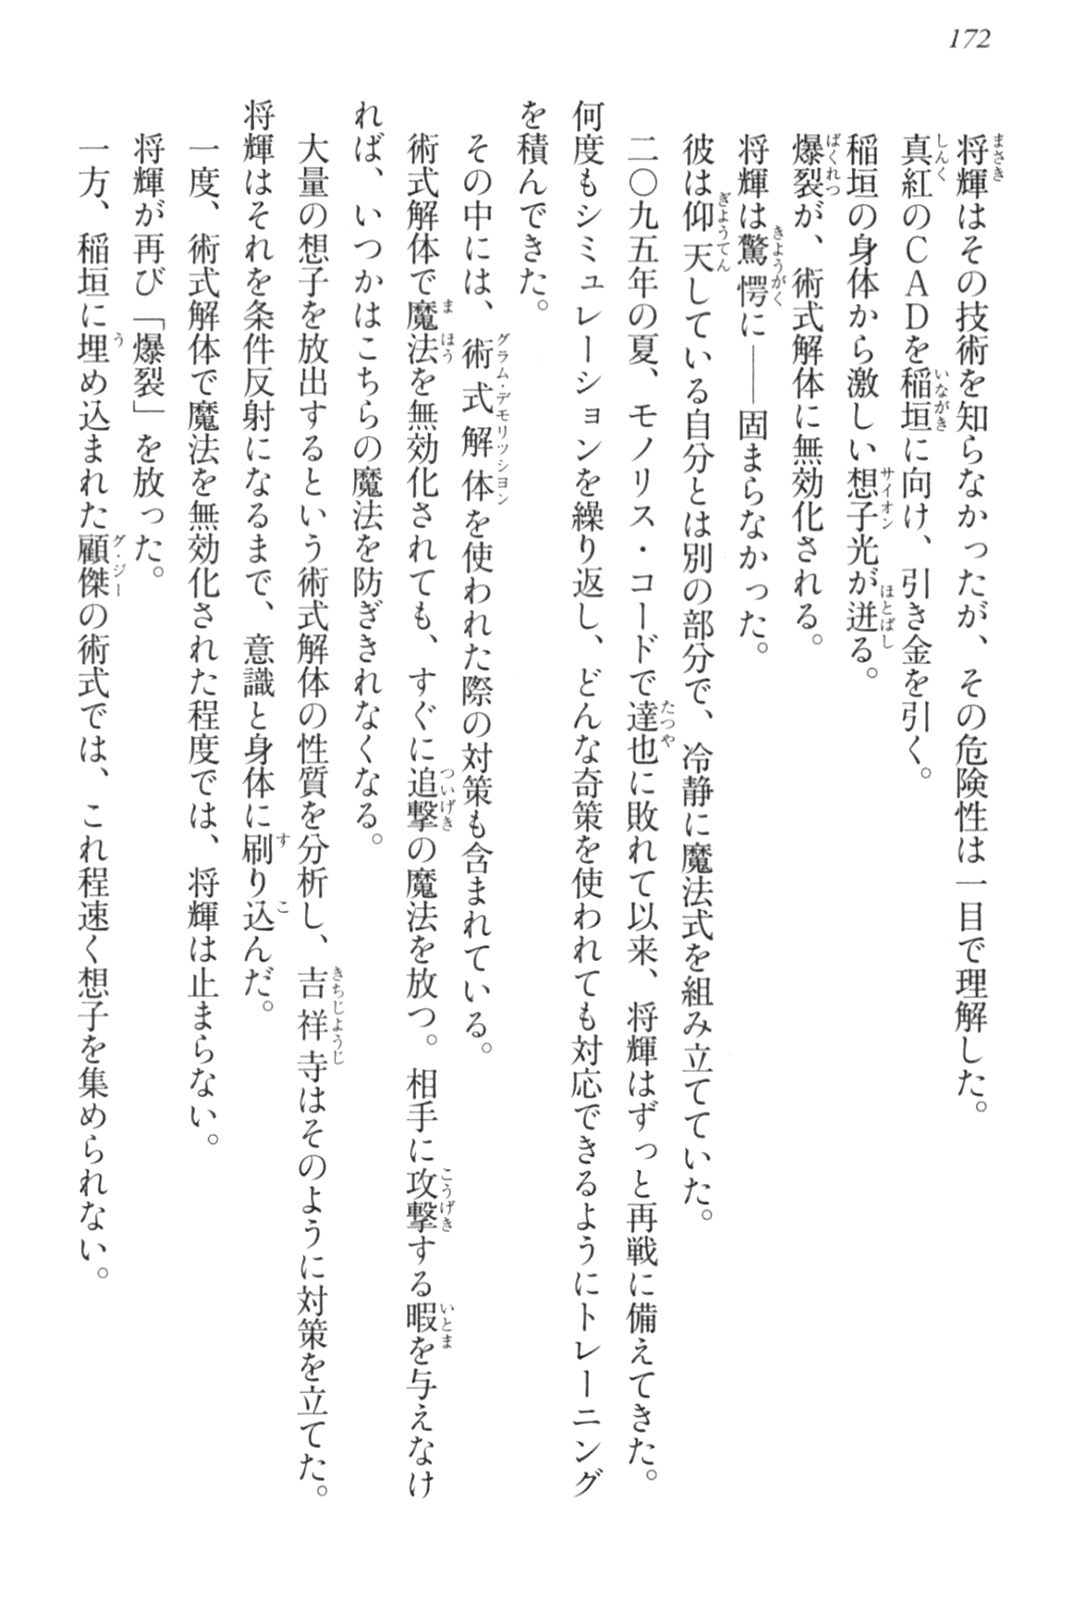 172
将輝はその技術を知らなかったが、その危険性は一目で理解した。
真紅のCADを稲垣に向け、引き金を引く。
稲垣の身体から激しい想子光が迸る。
爆裂が、術式解体に無効化される。
将輝は驚愕に――固まらなかった。
彼は仰天している自分とは別の部分で、冷静に魔法式を組み立てていた。
二〇九五年の夏、モノリス・コードで達也に敗れて以来、将輝はずっと再戦に備えてきた。
何度もシミュレーションを繰り返し、どんな奇策を使われても対応できるようにトレーニング
を積んできた。
その中には、術式解体を使われた際の対策も含まれている。
術式解体で魔法を無効化されても、すぐに追撃の魔法を放つ。相手に攻撃する暇を与えなけ
れば、いつかはこちらの魔法を防ぎきれなくなる。
大量の想子を放出するという術式解体の性質を分析し、吉祥寺はそのように対策を立てた。
将輝はそれを条件反射になるまで、意識と身体に刷り込んだ。
一度、術式解体で魔法を無効化された程度では、将輝は止まらない。
将輝が再び「爆裂」を放った。
一方、稲垣に埋め込まれた顧傑の術式では、これ程速く想子を集められない。